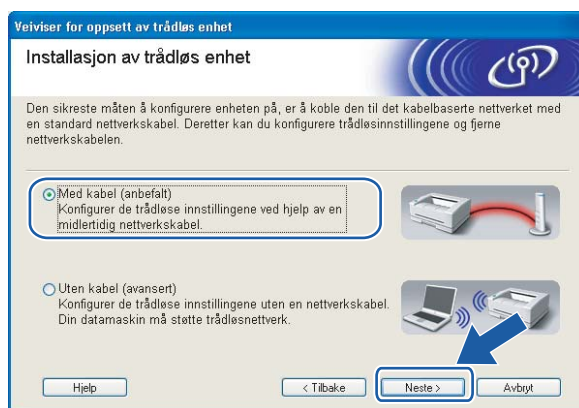 Veiviser for oppsett av trådløs enhet
Installasjon av trådløs enhet
Den sikreste måten å konfigurere enheten på, er å koble den til det kabelbaserte nettverket med
en standard nettverkskabel. Deretter kan du konfigurere trådløsinnstillingene og fjerne
nettverkskabelen.
Med kabel (anbefalt)
Konfigurer de trådløse innstillingene ved hjelp av en
midlertidig nettverkskabel.
Uten kabel (avansert)
Konfigurer de trådløse innstillingene uten en nettverkskabel.
Din datamaskin må støtte trådløsnettverk.
Hjelp < Tilbake Neste > Avbryt